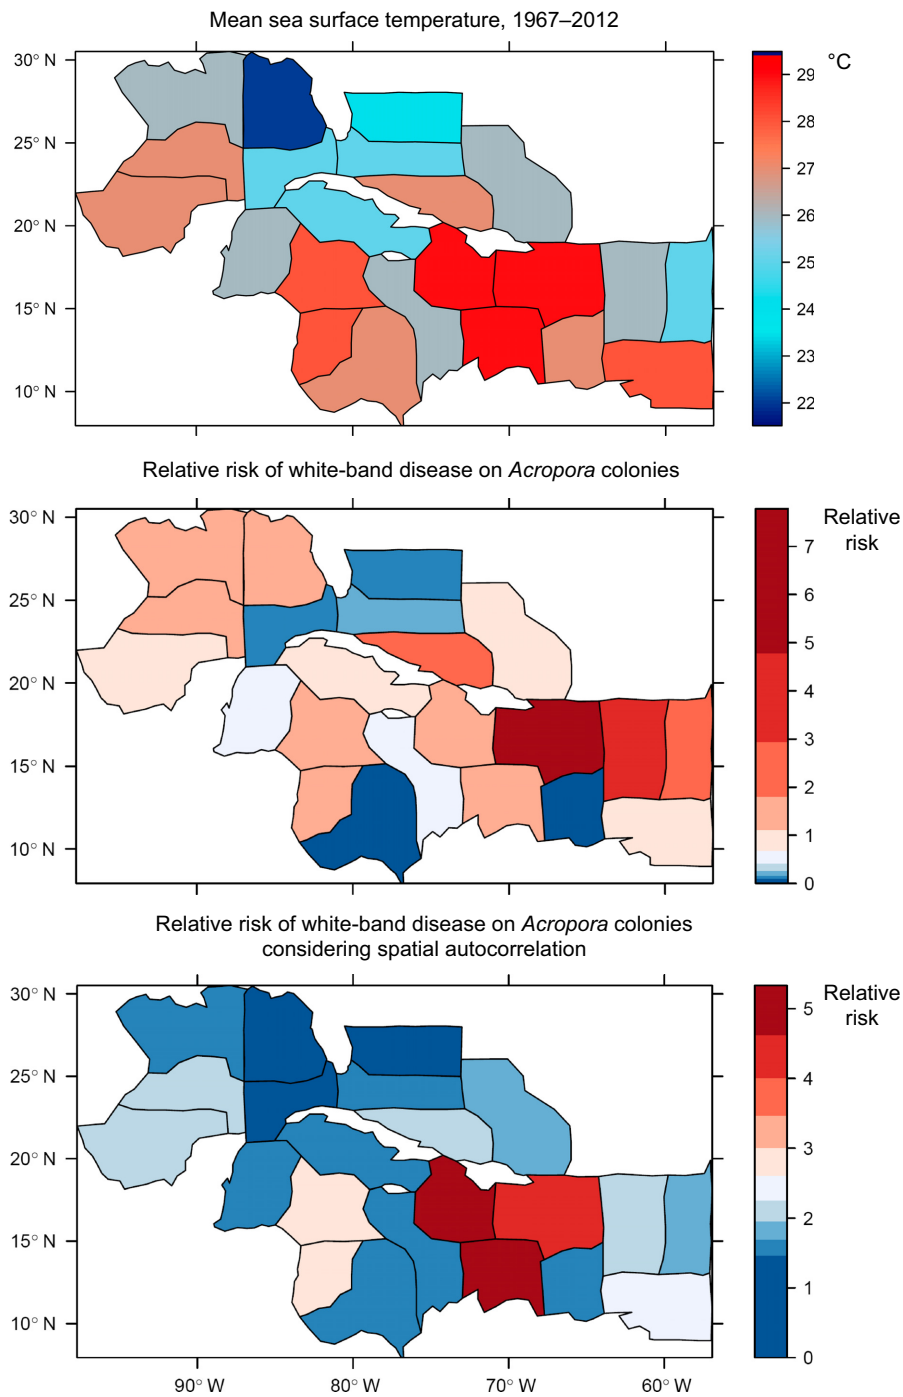 Mean sea surface temperature, 1967–2012
30° N
25° N
20° N
15° N
10° N
°C
29
28
27
26
25
24
23
22
Relative risk of white-band disease on Acropora colonies
30° N
25° N
20° N
15° N
10° N
Relative
risk
7
6
5
4
3
2
1
0
Relative risk of white-band disease on Acropora colonies
considering spatial autocorrelation
30° N
25° N
20° N
15° N
10° N
Relative
risk
5
4
3
2
1
0
90° W 80° W 70° W 60° W